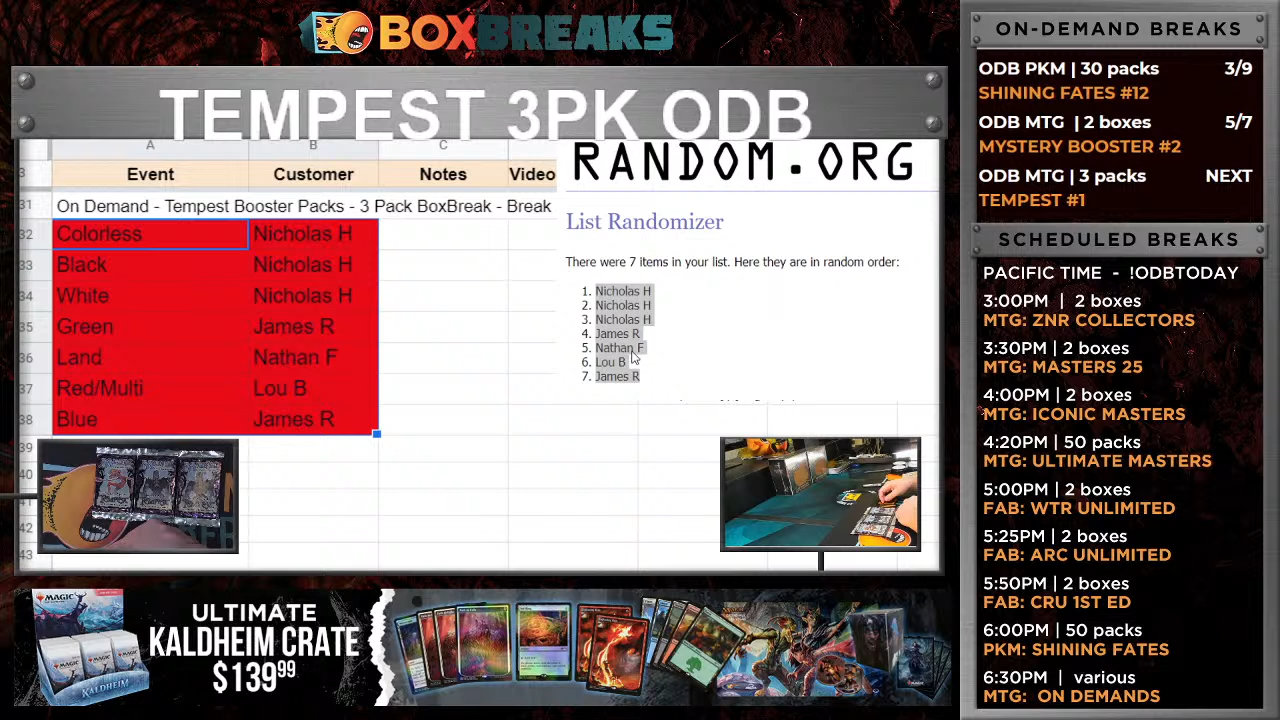 BOXBREAKS
TEMPEST 3PK ODB
A B C
3 Event Customer Notes Video
31 On Demand - Tempest Booster Packs - 3 Pack BoxBreak - Break
32 Colorless Nicholas H
33 Black Nicholas H
34 White Nicholas H
35 Green James R
36 Land Nathan F
37 Red/Multi Lou B
38 Blue James R
39
40
41
42
43
RANDOM.ORG
List Randomizer
There were 7 items in your list. Here they are in random order:
1. Nicholas H
2. Nicholas H
3. Nicholas H
4. James R
5. Nathan F
6. Lou B
7. James R
MAGIC
KALDHEIM
ULTIMATE
KALDHEIM CRATE
$139.99
ON-DEMAND BREAKS
ODB PKM | 30 packs 3/9
SHINING FATES #12
ODB MTG | 2 boxes 5/7
MYSTERY BOOSTER #2
ODB MTG | 3 packs NEXT
TEMPEST #1
SCHEDULED BREAKS
PACIFIC TIME - !ODBTODAY
3:00PM | 2 boxes
MTG: ZNR COLLECTORS
3:30PM | 2 boxes
MTG: MASTERS 25
4:00PM | 2 boxes
MTG: ICONIC MASTERS
4:20PM | 50 packs
MTG: ULTIMATE MASTERS
5:00PM | 2 boxes
FAB: WTR UNLIMITED
5:25PM | 2 boxes
FAB: ARC UNLIMITED
5:50PM | 2 boxes
FAB: CRU 1ST ED
6:00PM | 50 packs
PKM: SHINING FATES
6:30PM | various
MTG: ON DEMANDS